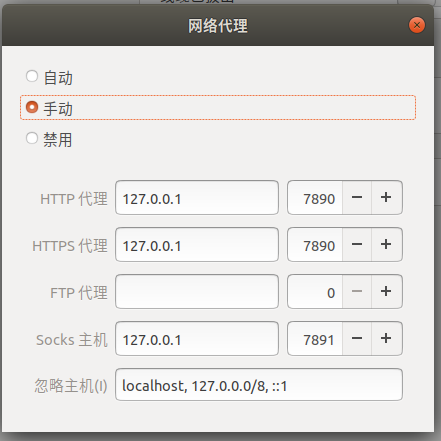 网络代理
自动
手动
禁用
HTTP 代理 127.0.0.1 7890 − +
HTTPS 代理 127.0.0.1 7890 − +
FTP 代理 0 − +
Socks 主机 127.0.0.1 7891 − +
忽略主机(I) localhost, 127.0.0.0/8, ::1